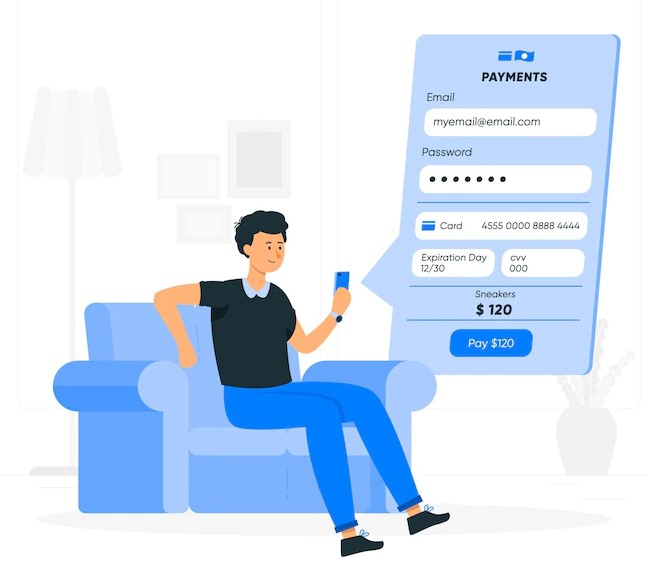 PAYMENTS
Email
myemail@email.com
Password
Card 4555 0000 8888 4444
Expiration Day
12/30
cvv
000
Sneakers
$ 120
Pay $120